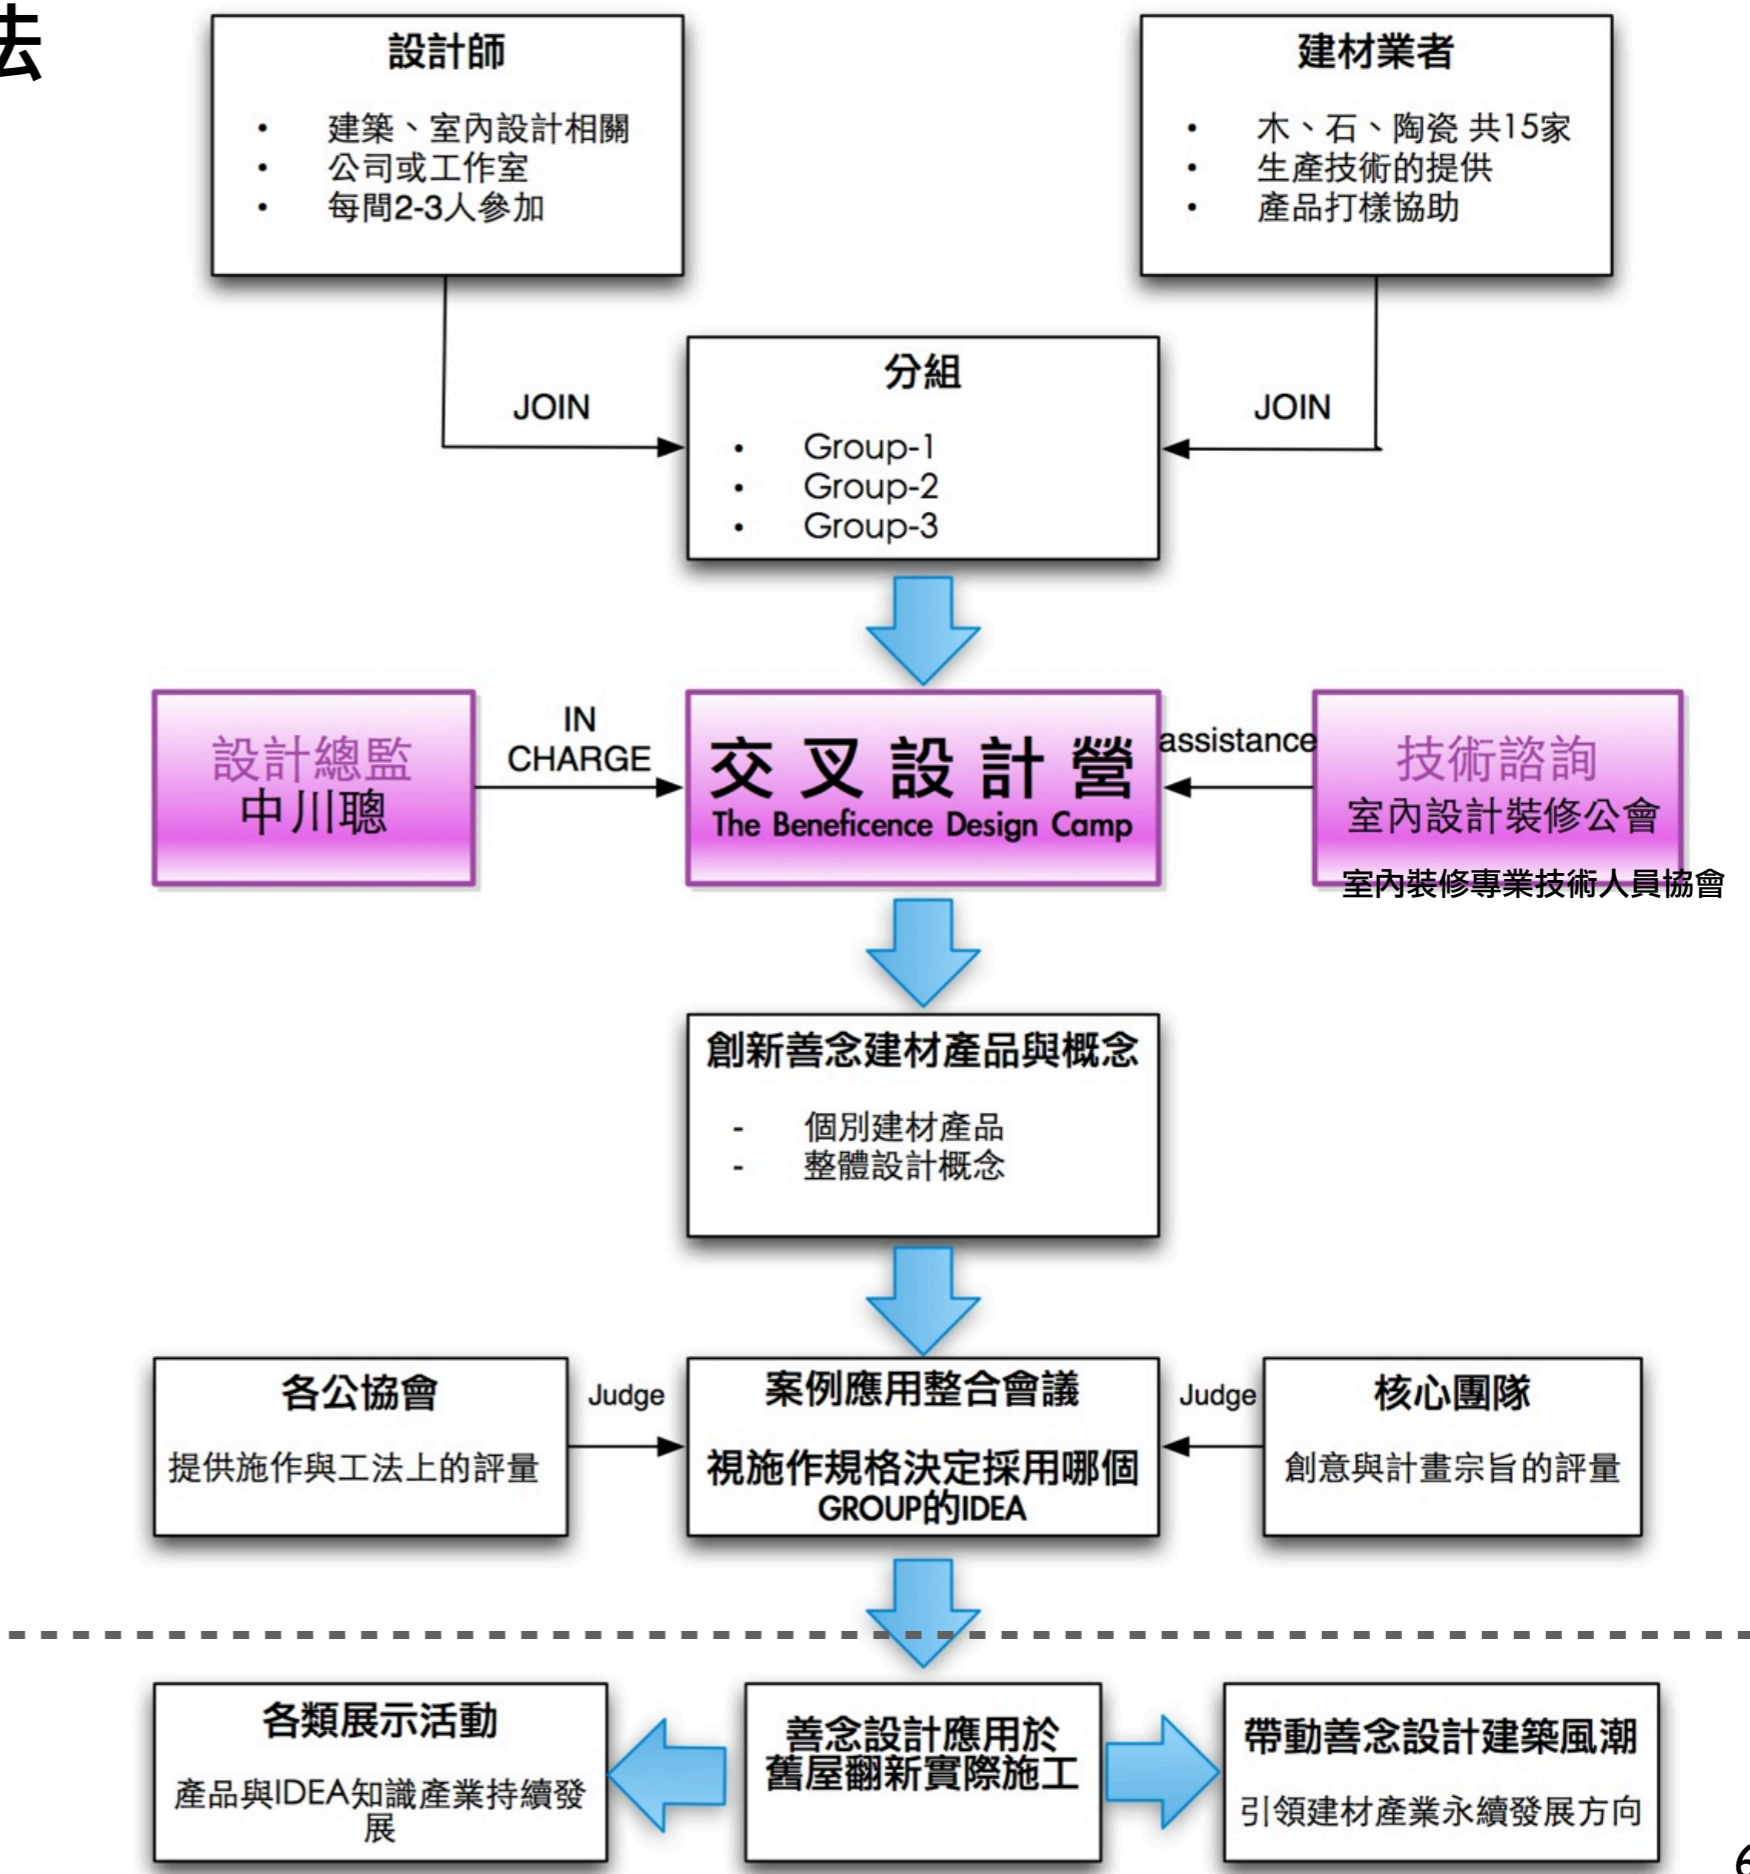 法
設計師
• 建築、室內設計相關
• 公司或工作室
• 每間2-3人參加
建材業者
• 木、石、陶瓷 共15家
• 生產技術的提供
• 產品打樣協助
JOIN
分組
• Group-1
• Group-2
• Group-3
JOIN
設計總監
中川聰
IN
CHARGE
交叉設計營
The Beneficence Design Camp
assistance
技術諮詢
室內設計裝修公會
室內裝修專業技術人員協會
創新善念建材產品與概念
- 個別建材產品
- 整體設計概念
各公協會
提供施作與工法上的評量
Judge
案例應用整合會議
視施作規格決定採用哪個
GROUP的IDEA
Judge
核心團隊
創意與計畫宗旨的評量
各類展示活動
產品與IDEA知識產業持續發
展
善念設計應用於
舊屋翻新實際施工
帶動善念設計建築風潮
引領建材產業永續發展方向